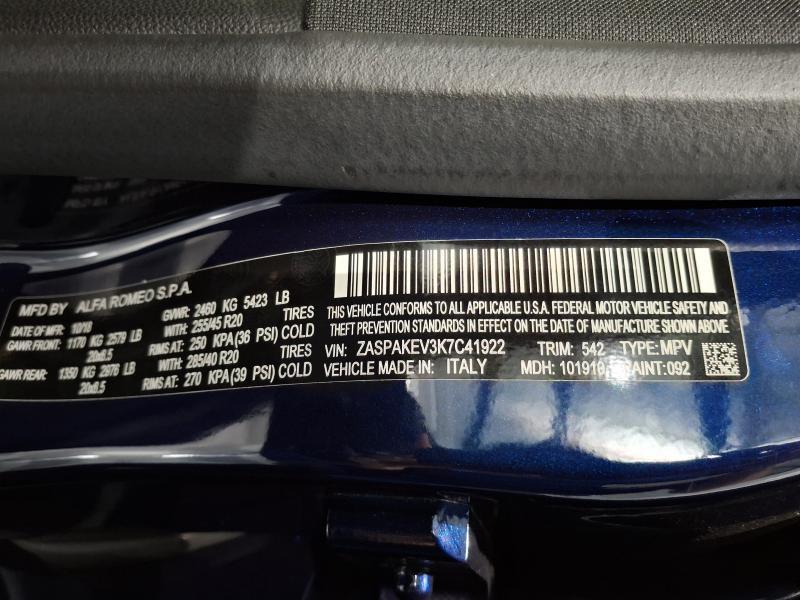 MFD BY ALFA ROMEO S.P.A.
DATE OF MFR: 10/18 GVWR: 2460 KG 5423 LB
GAWR FRONT: 1170 KG 2579 LB WITH: 255/45 R20 TIRES
20x8.5 RIMS AT: 250 KPA(36 PSI) COLD
GAWR REAR: 1350 KG 2976 LB WITH: 285/40 R20 TIRES
20x8.5 RIMS AT: 270 KPA(39 PSI) COLD
THIS VEHICLE CONFORMS TO ALL APPLICABLE U.S.A. FEDERAL MOTOR VEHICLE SAFETY AND
THEFT PREVENTION STANDARDS IN EFFECT ON THE DATE OF MANUFACTURE SHOWN ABOVE
VIN: ZASPAKEV3K7C41922 TRIM: 542 TYPE: MPV
VEHICLE MADE IN: ITALY MDH: 101910 PAINT: 092